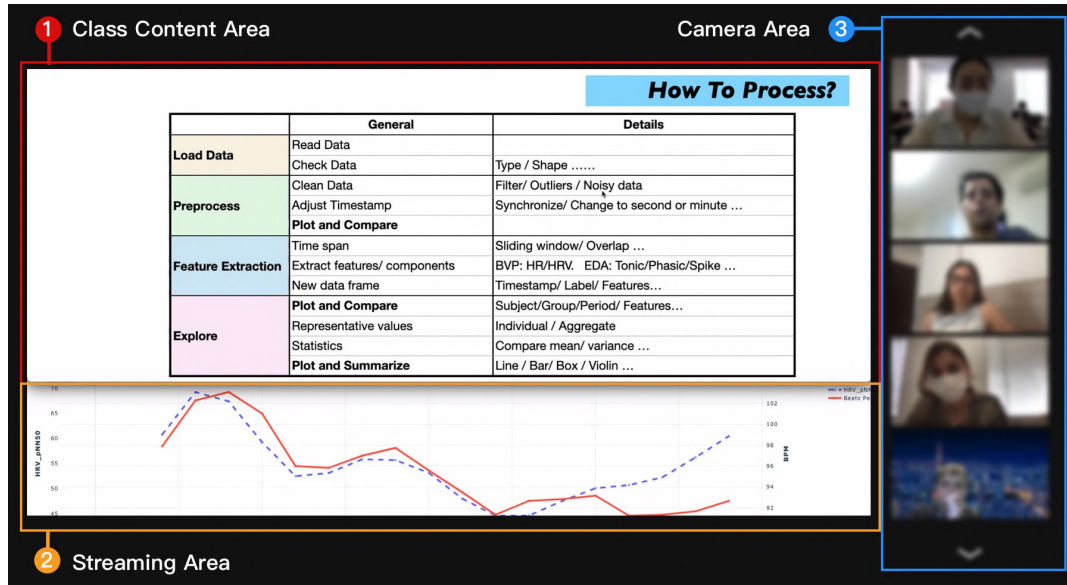 1 Class Content Area
Camera Area 3
How To Process?
General Details
Load Data
Read Data
Check Data Type / Shape ......
Preprocess
Clean Data Filter/ Outliers / Noisy data
Adjust Timestamp Synchronize/ Change to second or minute ...
Plot and Compare
Feature Extraction
Time span Sliding window/ Overlap ...
Extract features/ components BVP: HR/HRV. EDA: Tonic/Phasic/Spike ...
New data frame Timestamp/ Label/ Features...
Explore
Plot and Compare Subject/Group/Period/ Features...
Representative values Individual / Aggregate
Statistics Compare mean/ variance ...
Plot and Summarize Line / Bar/ Box / Violin ...
HRV_pNN50
70
65
60
55
50
45
102
100
98
96
94
92
BPM
HRV_pNN
Beats Pe
2 Streaming Area